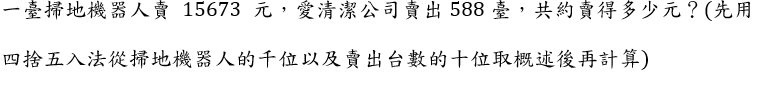 一臺掃地機器人賣 15673 元，愛清潔公司賣出588臺，共約賣得多少元？(先用
四捨五入法從掃地機器人的千位以及賣出台數的十位取概述後再計算)